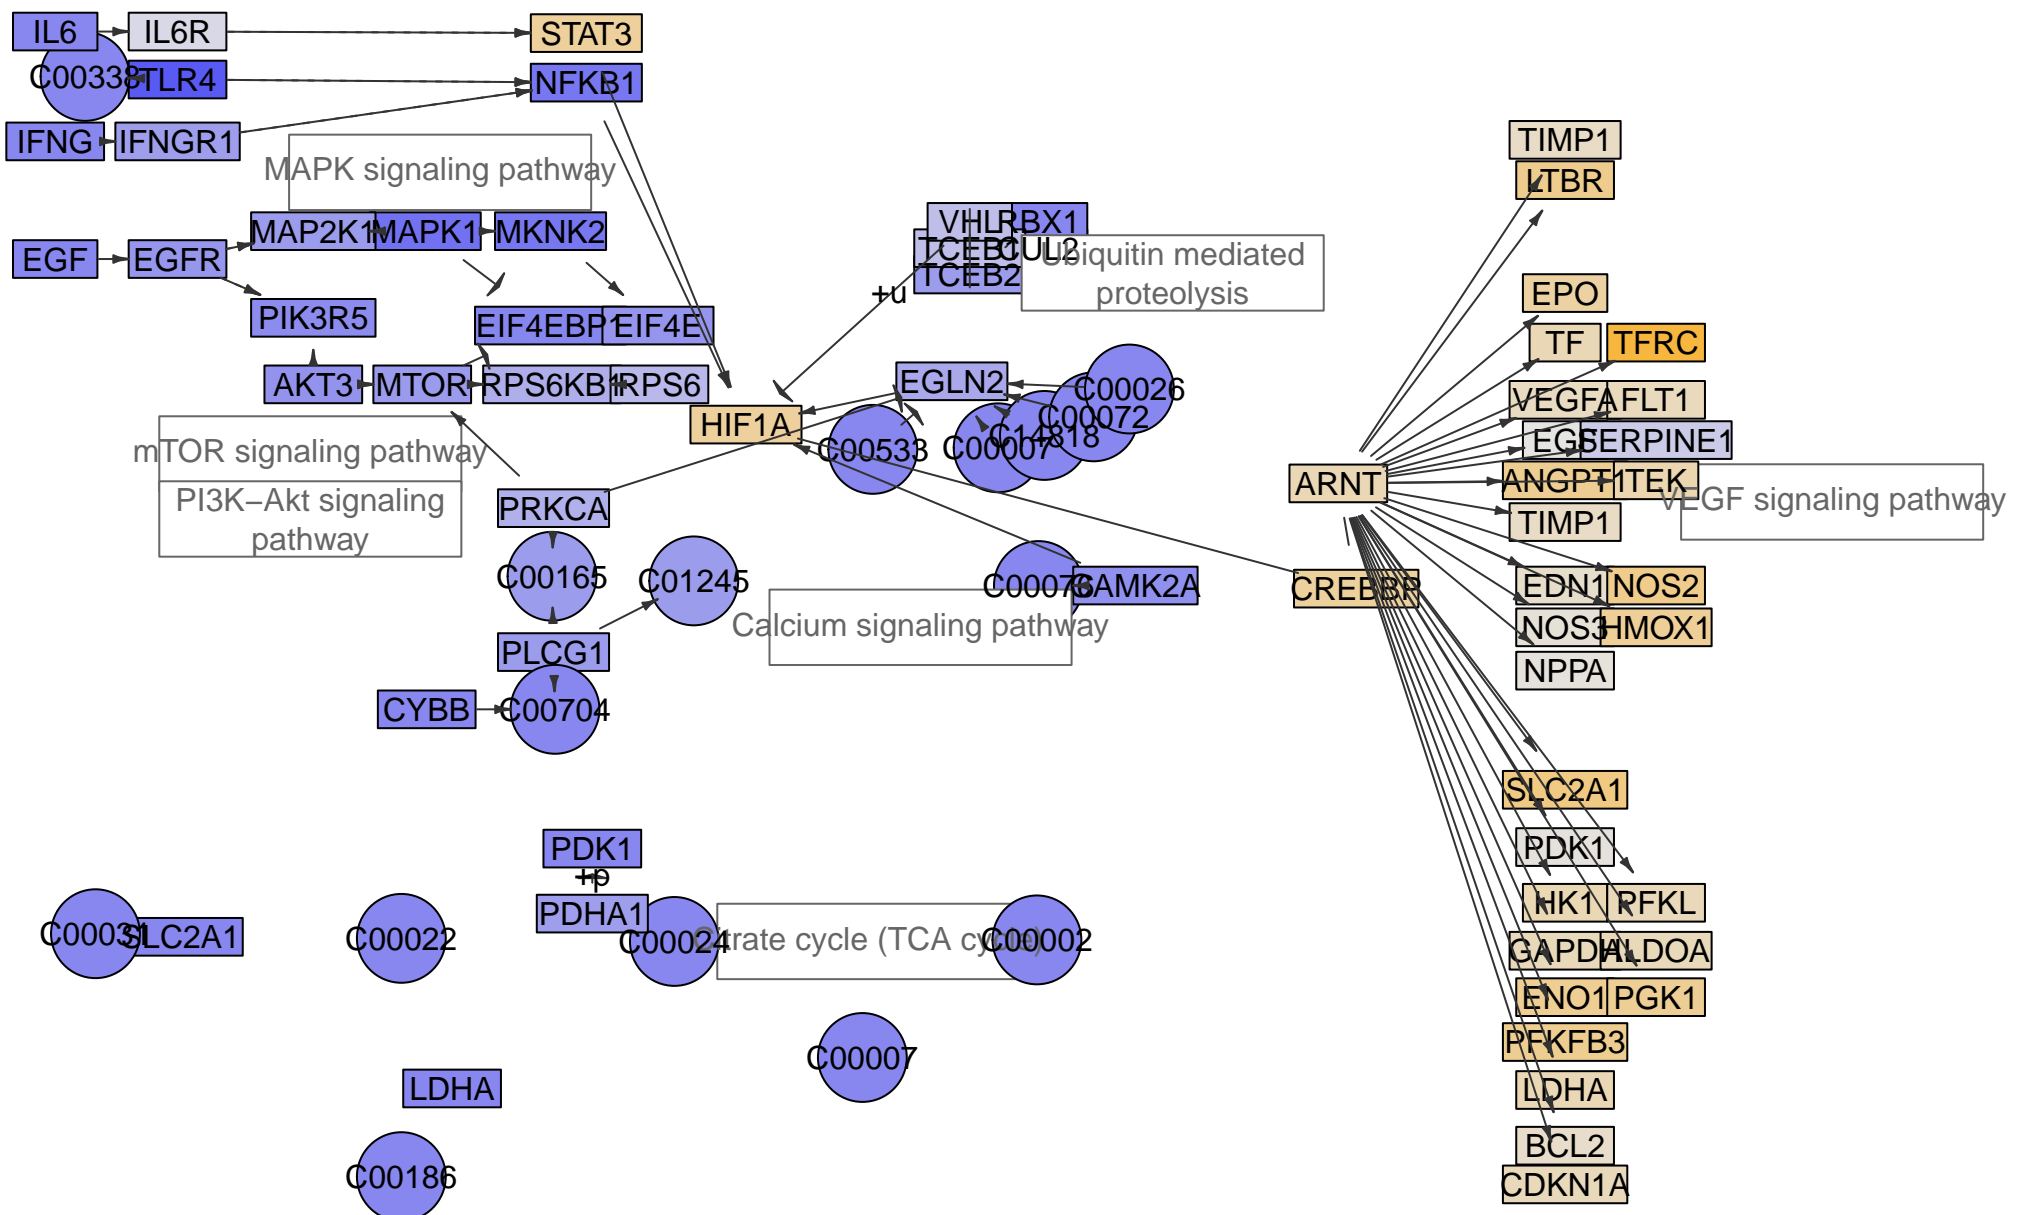 IL6
IL6R
STAT3
C00338
TLR4
NFKB1
IFNG
IFNGR1
MAPK signaling pathway
MAP2K1
MAPK1
MKNK2
EGF
EGFR
PIK3R5
EIF4EBP1
EIF4E
AKT3
MTOR
RPS6KB1
RPS6
mTOR signaling pathway
PI3K–Akt signaling
pathway
HIF1A
VHL
RBX1
TCEB1
CUL2
TCEB2
Ubiquitin mediated
proteolysis
+u
EGLN2
C00026
C00072
C14818
C00007
C00533
PRKCA
C00165
C01245
PLCG1
CYBB
C00704
C00076
CAMK2A
Calcium signaling pathway
CREBBP
ARNT
TIMP1
LTBR
EPO
TF
TFRC
VEGFA
FLT1
EGF
SERPINE1
ANGPT1
TEK
VEGF signaling pathway
TIMP1
EDN1
NOS2
NOS3
HMOX1
NPPA
SLC2A1
PDK1
HK1
PFKL
GAPDH
ALDOA
ENO1
PGK1
PFKFB3
LDHA
BCL2
CDKN1A
PDK1
+p
PDHA1
C00031
SLC2A1
C00022
C00024
Citrate cycle (TCA cycle)
C00002
C00007
LDHA
C00186